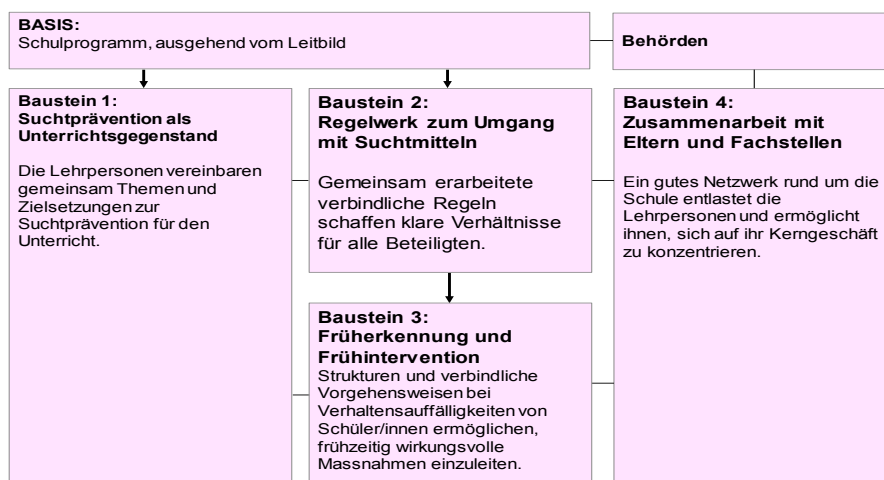 BASIS:
Schulprogramm, ausgehend vom Leitbild
Behörden
Baustein 1:
Suchtprävention als
Unterrichtsgegenstand
Die Lehrpersonen vereinbaren
gemeinsam Themen und
Zielsetzungen zur
Suchtprävention für den
Unterricht.
Baustein 2:
Regelwerk zum Umgang
mit Suchtmitteln
Gemeinsam erarbeitete
verbindliche Regeln
schaffen klare Verhältnisse
für alle Beteiligten.
Baustein 3:
Früherkennung und
Frühintervention
Strukturen und verbindliche
Vorgehensweisen bei
Verhaltensauffälligkeiten von
Schüler/innen ermöglichen,
frühzeitig wirkungsvolle
Massnahmen einzuleiten.
Baustein 4:
Zusammenarbeit mit
Eltern und Fachstellen
Ein gutes Netzwerk rund um die
Schule entlastet die
Lehrpersonen und ermöglicht
ihnen, sich auf ihr Kerngeschäft
zu konzentrieren.